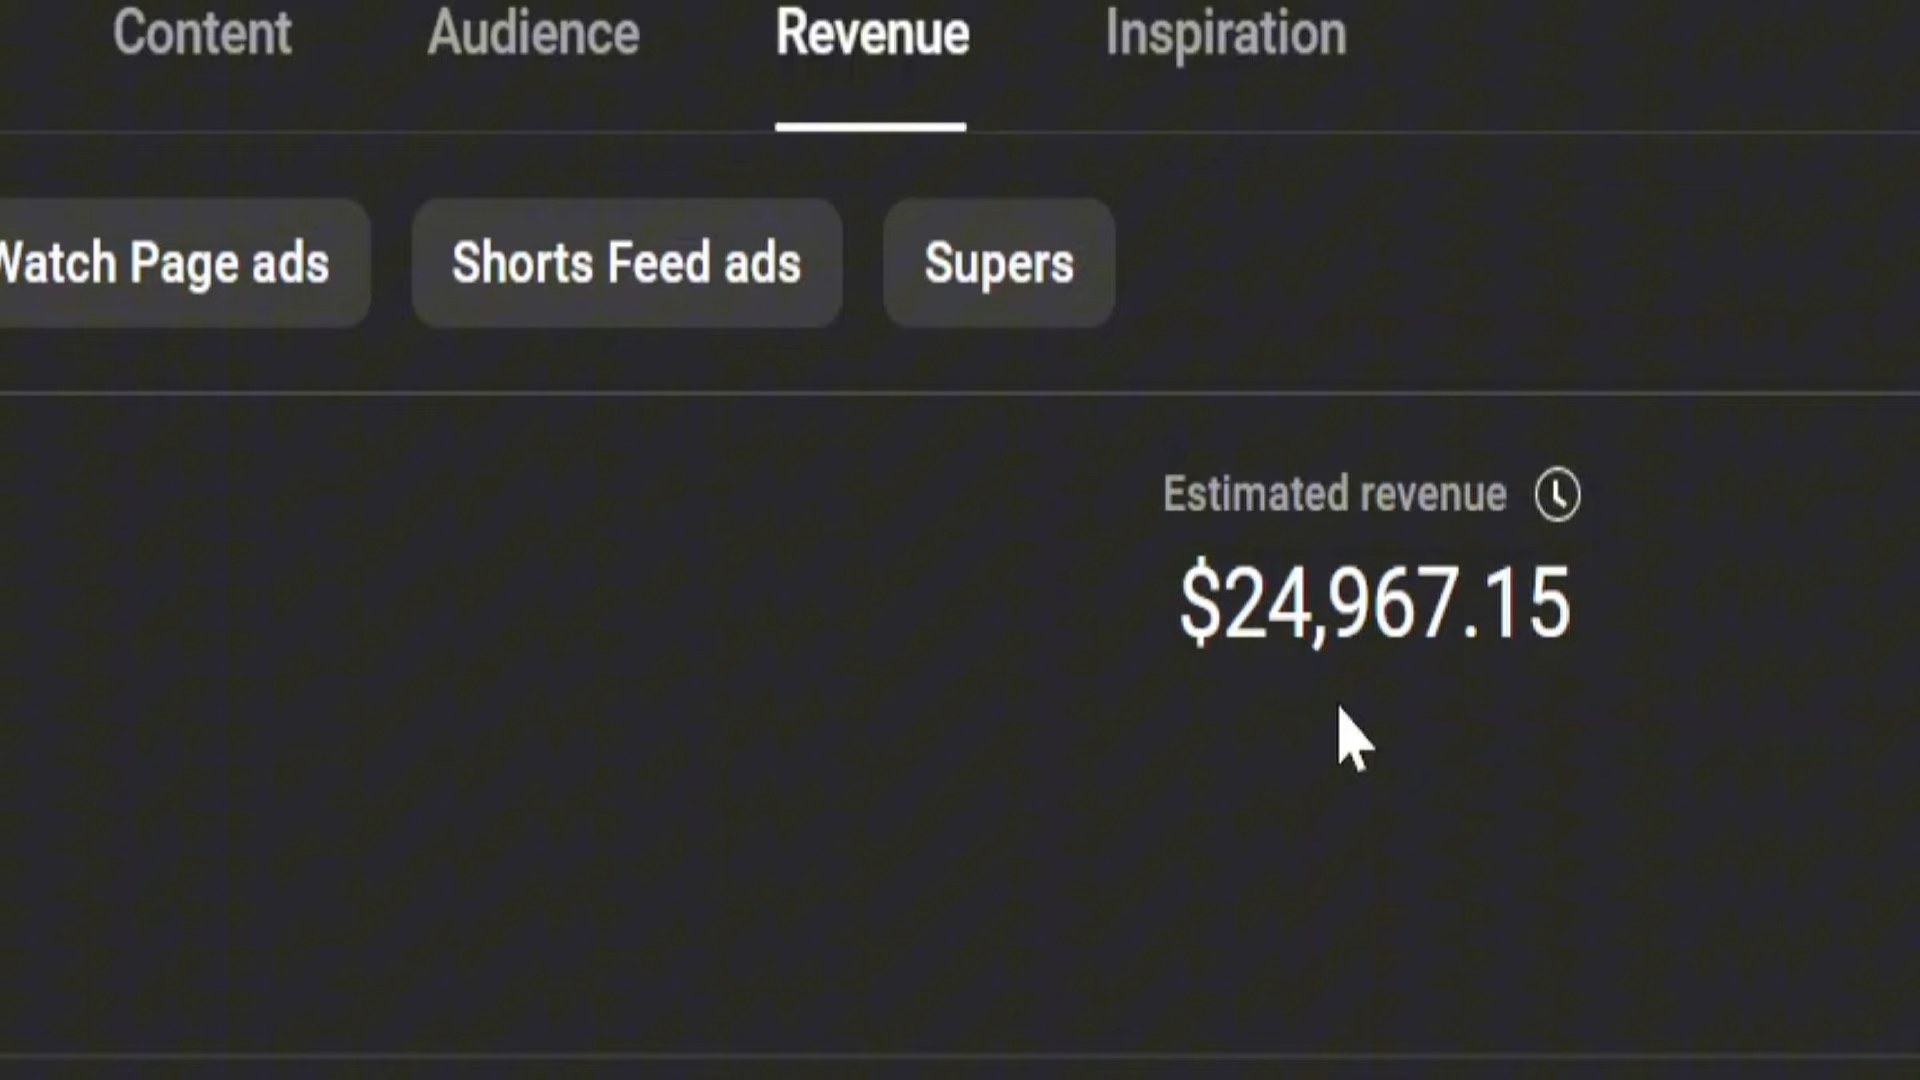 Content Audience Revenue Inspiration
Watch Page ads Shorts Feed ads Supers
Estimated revenue
$24,967.15